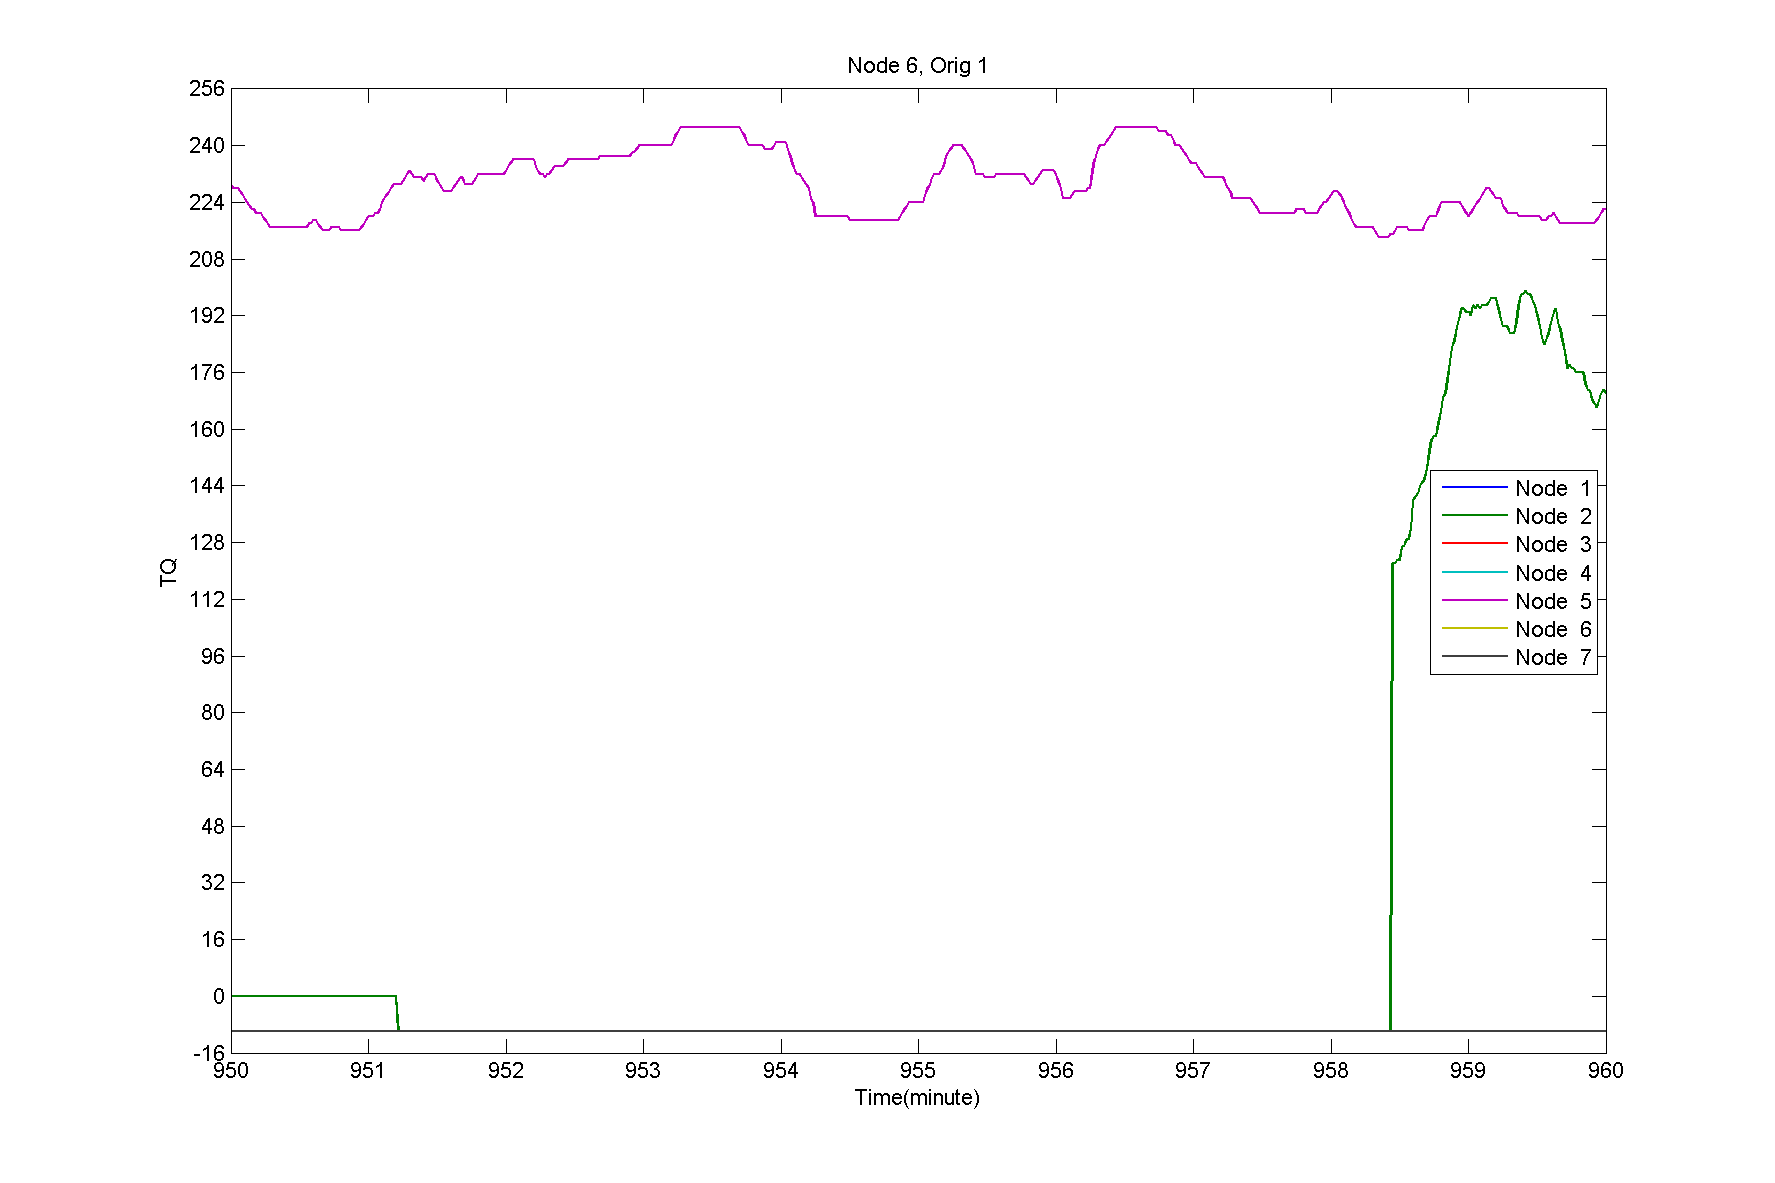 Node 6, Orig 1
256
240
224
208
192
176
160
144
128
112
96
80
64
48
32
16
0
-16
TQ
Node 1
Node 2
Node 3
Node 4
Node 5
Node 6
Node 7
950 951 952 953 954 955 956 957 958 959 960
Time(minute)